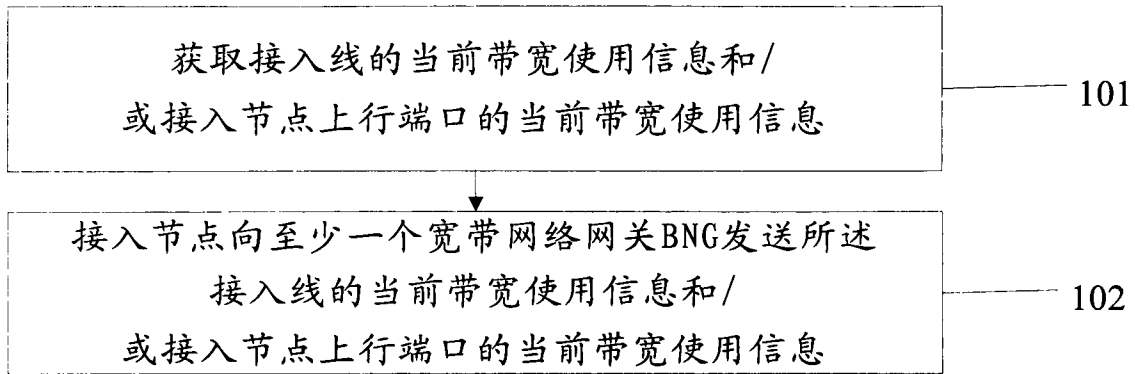 获取接入线的当前带宽使用信息和/
或接入节点上行端口的当前带宽使用信息
101
接入节点向至少一个宽带网络网关BNG发送所述
接入线的当前带宽使用信息和/
或接入节点上行端口的当前带宽使用信息
102